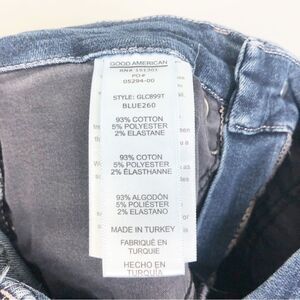 GOOD AMERICAN
RN# 151301
PO#
05294-00
STYLE: GLC899T
BLUE260
93% COTTON
5% POLYESTER
2% ELASTANE
93% COTON
5% POLYESTER
2% ÉLASTHANNE
93% ALGODÓN
5% POLIÉSTER
2% ELASTANO
MADE IN TURKEY
FABRIQUÉ EN
TURQUIE
HECHO EN
TURQUÍA